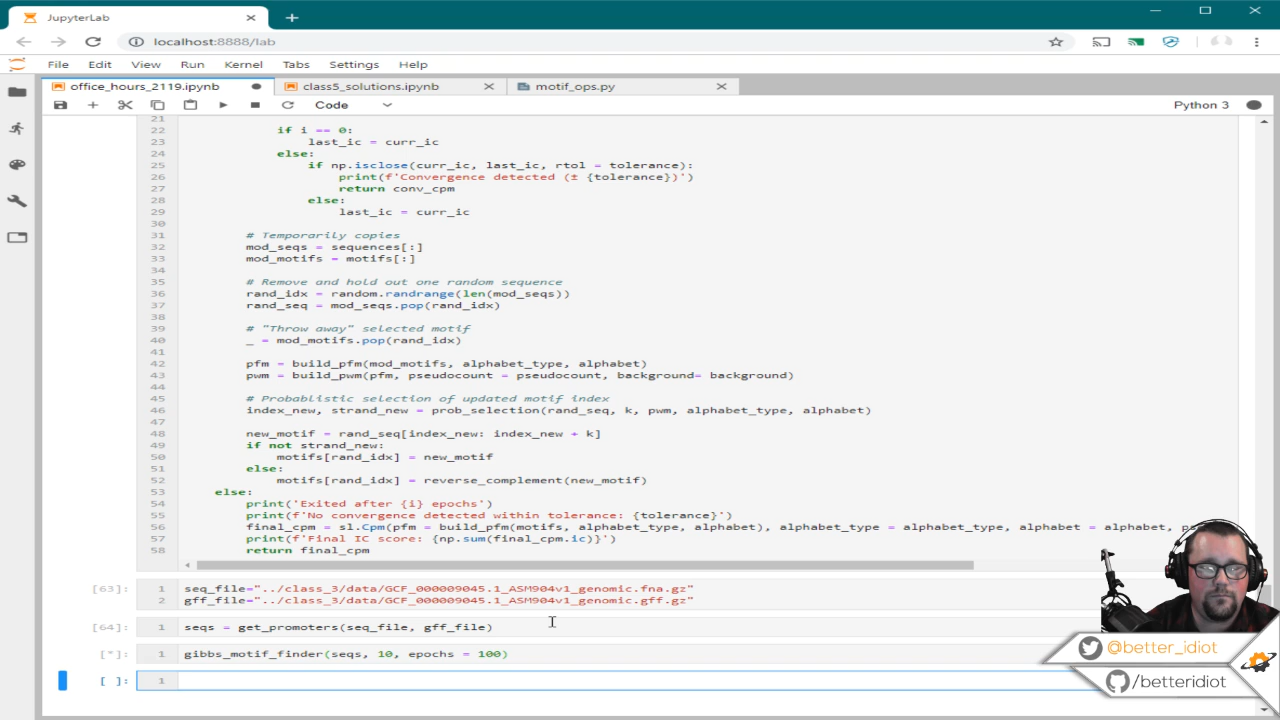 JupyterLab
localhost:8888/lab
File Edit View Run Kernel Tabs Settings Help
office_hours_2119.ipynb class5_solutions.ipynb motif_ops.py
Code Python 3
21
22 if i == 0:
23 last_ic = curr_ic
24 else:
25 if np.isclose(curr_ic, last_ic, rtol = tolerance):
26 print(f'Convergence detected (± {tolerance})')
27 return conv_cpm
28 else:
29 last_ic = curr_ic
30
31 # Temporarily copies
32 mod_seqs = sequences[:]
33 mod_motifs = motifs[:]
34
35 # Remove and hold out one random sequence
36 rand_idx = random.randrange(len(mod_seqs))
37 rand_seq = mod_seqs.pop(rand_idx)
38
39 # "Throw away" selected motif
40 _ = mod_motifs.pop(rand_idx)
41
42 pfm = build_pfm(mod_motifs, alphabet_type, alphabet)
43 pwm = build_pwm(pfm, pseudocount = pseudocount, background= background)
44
45 # Probablistic selection of updated motif index
46 index_new, strand_new = prob_selection(rand_seq, k, pwm, alphabet_type, alphabet)
47
48 new_motif = rand_seq[index_new: index_new + k]
49 if not strand_new:
50 motifs[rand_idx] = new_motif
51 else:
52 motifs[rand_idx] = reverse_complement(new_motif)
53 else:
54 print('Exited after {i} epochs')
55 print(f'No convergence detected within tolerance: {tolerance}')
56 final_cpm = sl.Cpm(pfm = build_pfm(motifs, alphabet_type, alphabet), alphabet_type = alphabet_type, alphabet = alphabet,
57 print(f'Final IC score: {np.sum(final_cpm.ic)}')
58 return final_cpm
[63]: 1 seq_file="../class_3/data/GCF_000009045.1_ASM904v1_genomic.fna.gz"
2 gff_file="../class_3/data/GCF_000009045.1_ASM904v1_genomic.gff.gz"
[64]: 1 seqs = get_promoters(seq_file, gff_file)
[*]: 1 gibbs_motif_finder(seqs, 10, epochs = 100)
[ ]: 1
@better_idiot
/betteridiot